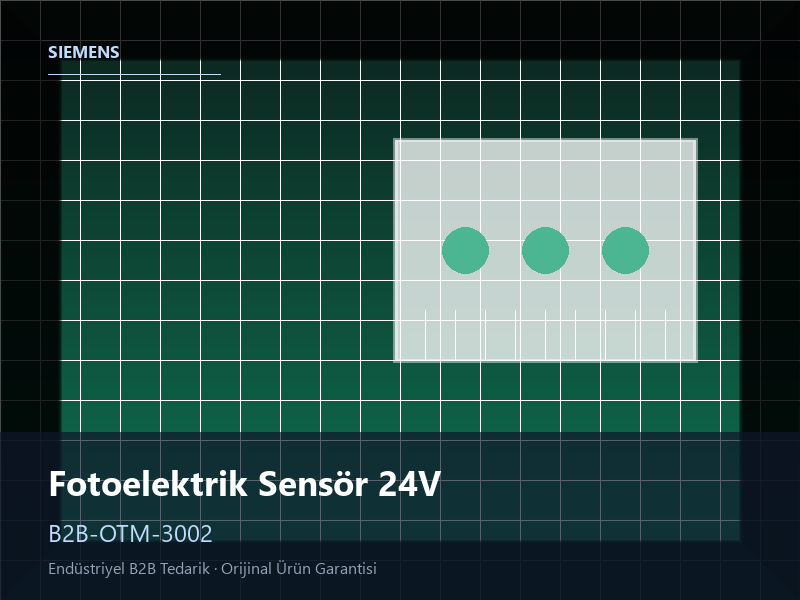 SIEMENS
Fotoelektrik Sensör 24V
B2B-OTM-3002
Endüstriyel B2B Tedarik · Orijinal Ürün Garantisi